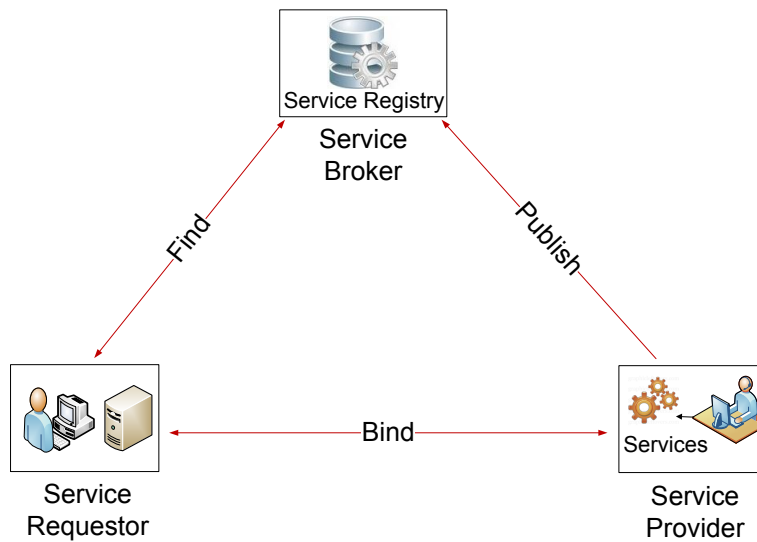 Service Registry
Service
Broker
Find
Publish
Bind
Services
Service
Requestor
Service
Provider